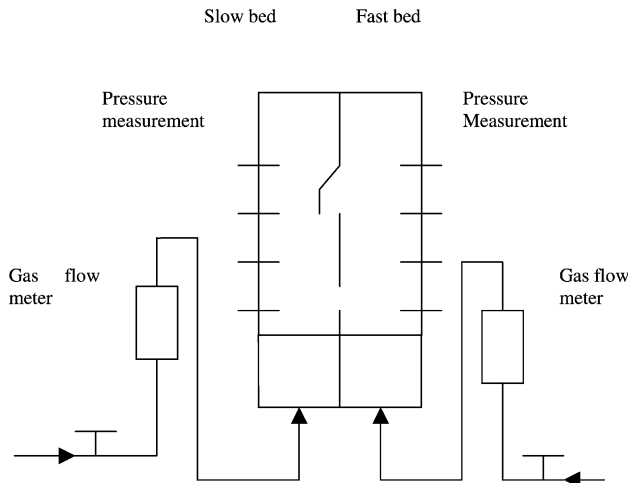 Slow bed
Fast bed
Pressure
measurement
Pressure
Measurement
Gas flow
meter
Gas flow
meter